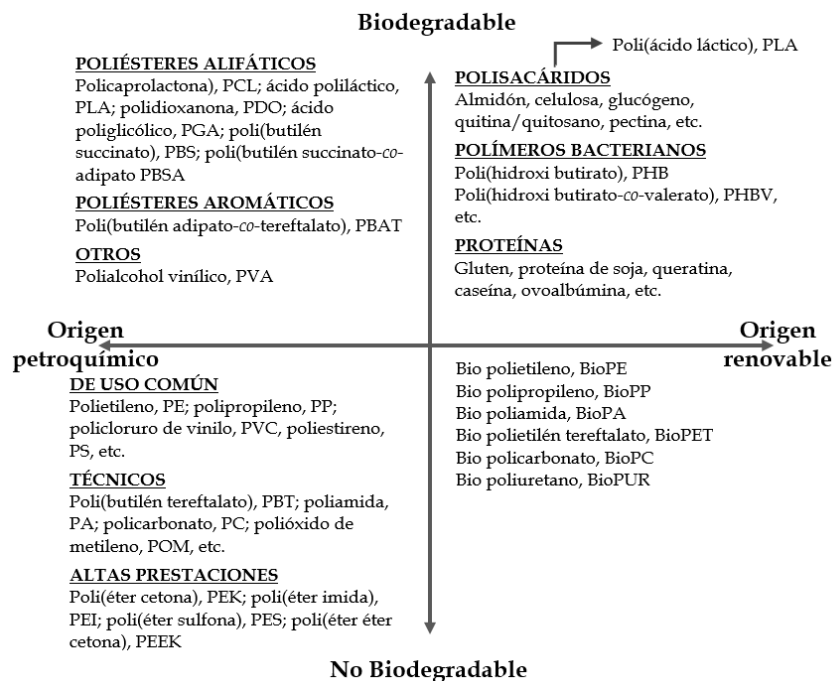 Biodegradable
Poli(ácido láctico), PLA
POLIÉSTERES ALIFÁTICOS
Policaprolactona), PCL; ácido poliláctico,
PLA; polidioxanona, PDO; ácido
poliglicólico, PGA; poli(butilén
succinato), PBS; poli(butilén succinato-co-
adipato PBSA
POLIÉSTERES AROMÁTICOS
Poli(butilén adipato-co-tereftalato), PBAT
OTROS
Polialcohol vinílico, PVA
POLISACÁRIDOS
Almidón, celulosa, glucógeno,
quitina/quitosano, pectina, etc.
POLÍMEROS BACTERIANOS
Poli(hidroxi butirato), PHB
Poli(hidroxi butirato-co-valerato), PHBV,
etc.
PROTEÍNAS
Gluten, proteína de soja, queratina,
caseína, ovoalbúmina, etc.
Origen
petroquímico
Origen
renovable
DE USO COMÚN
Polietileno, PE; polipropileno, PP;
policloruro de vinilo, PVC, poliestireno,
PS, etc.
TÉCNICOS
Poli(butilén tereftalato), PBT; poliamida,
PA; policarbonato, PC; polióxido de
metileno, POM, etc.
ALTAS PRESTACIONES
Poli(éter cetona), PEK; poli(éter imida),
PEI; poli(éter sulfona), PES; poli(éter éter
cetona), PEEK
Bio polietileno, BioPE
Bio polipropileno, BioPP
Bio poliamida, BioPA
Bio polietilén tereftalato, BioPET
Bio policarbonato, BioPC
Bio poliuretano, BioPUR
No Biodegradable